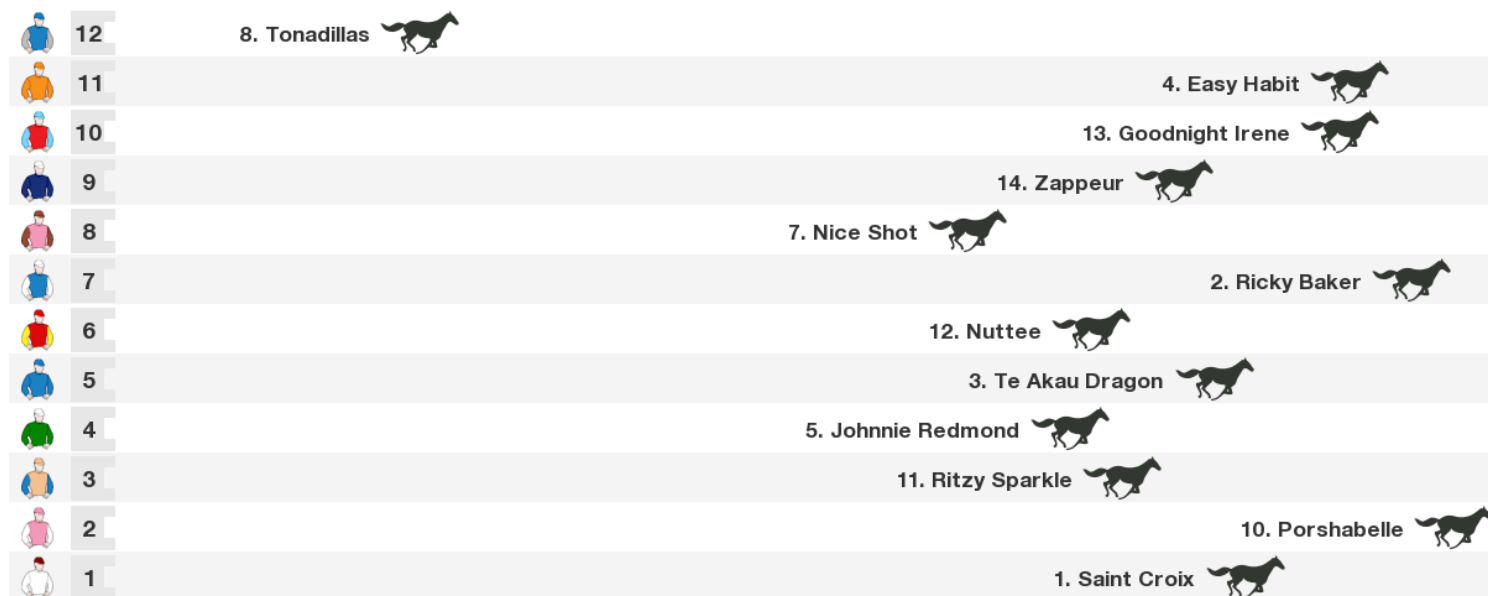 12 8. Tonadillas
11 4. Easy Habit
10 13. Goodnight Irene
9 14. Zappeur
8 7. Nice Shot
7 2. Ricky Baker
6 12. Nuttee
5 3. Te Akau Dragon
4 5. Johnnie Redmond
3 11. Ritzy Sparkle
2 10. Porshabelle
1 1. Saint Croix